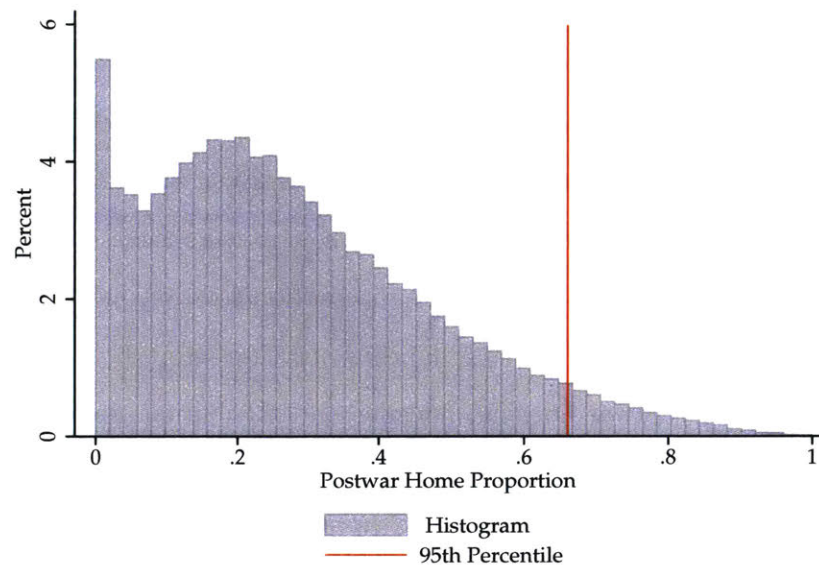 6
4
Percent
2
0
0
.2
.4
.6
.8
1
Postwar Home Proportion
Histogram
95th Percentile